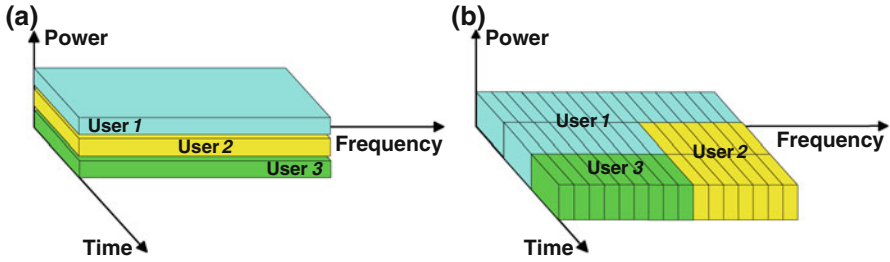 (a)
Power
User 1
User 2
User 3
Frequency
Time
(b)
Power
User 1
User 2
User 3
Frequency
Time